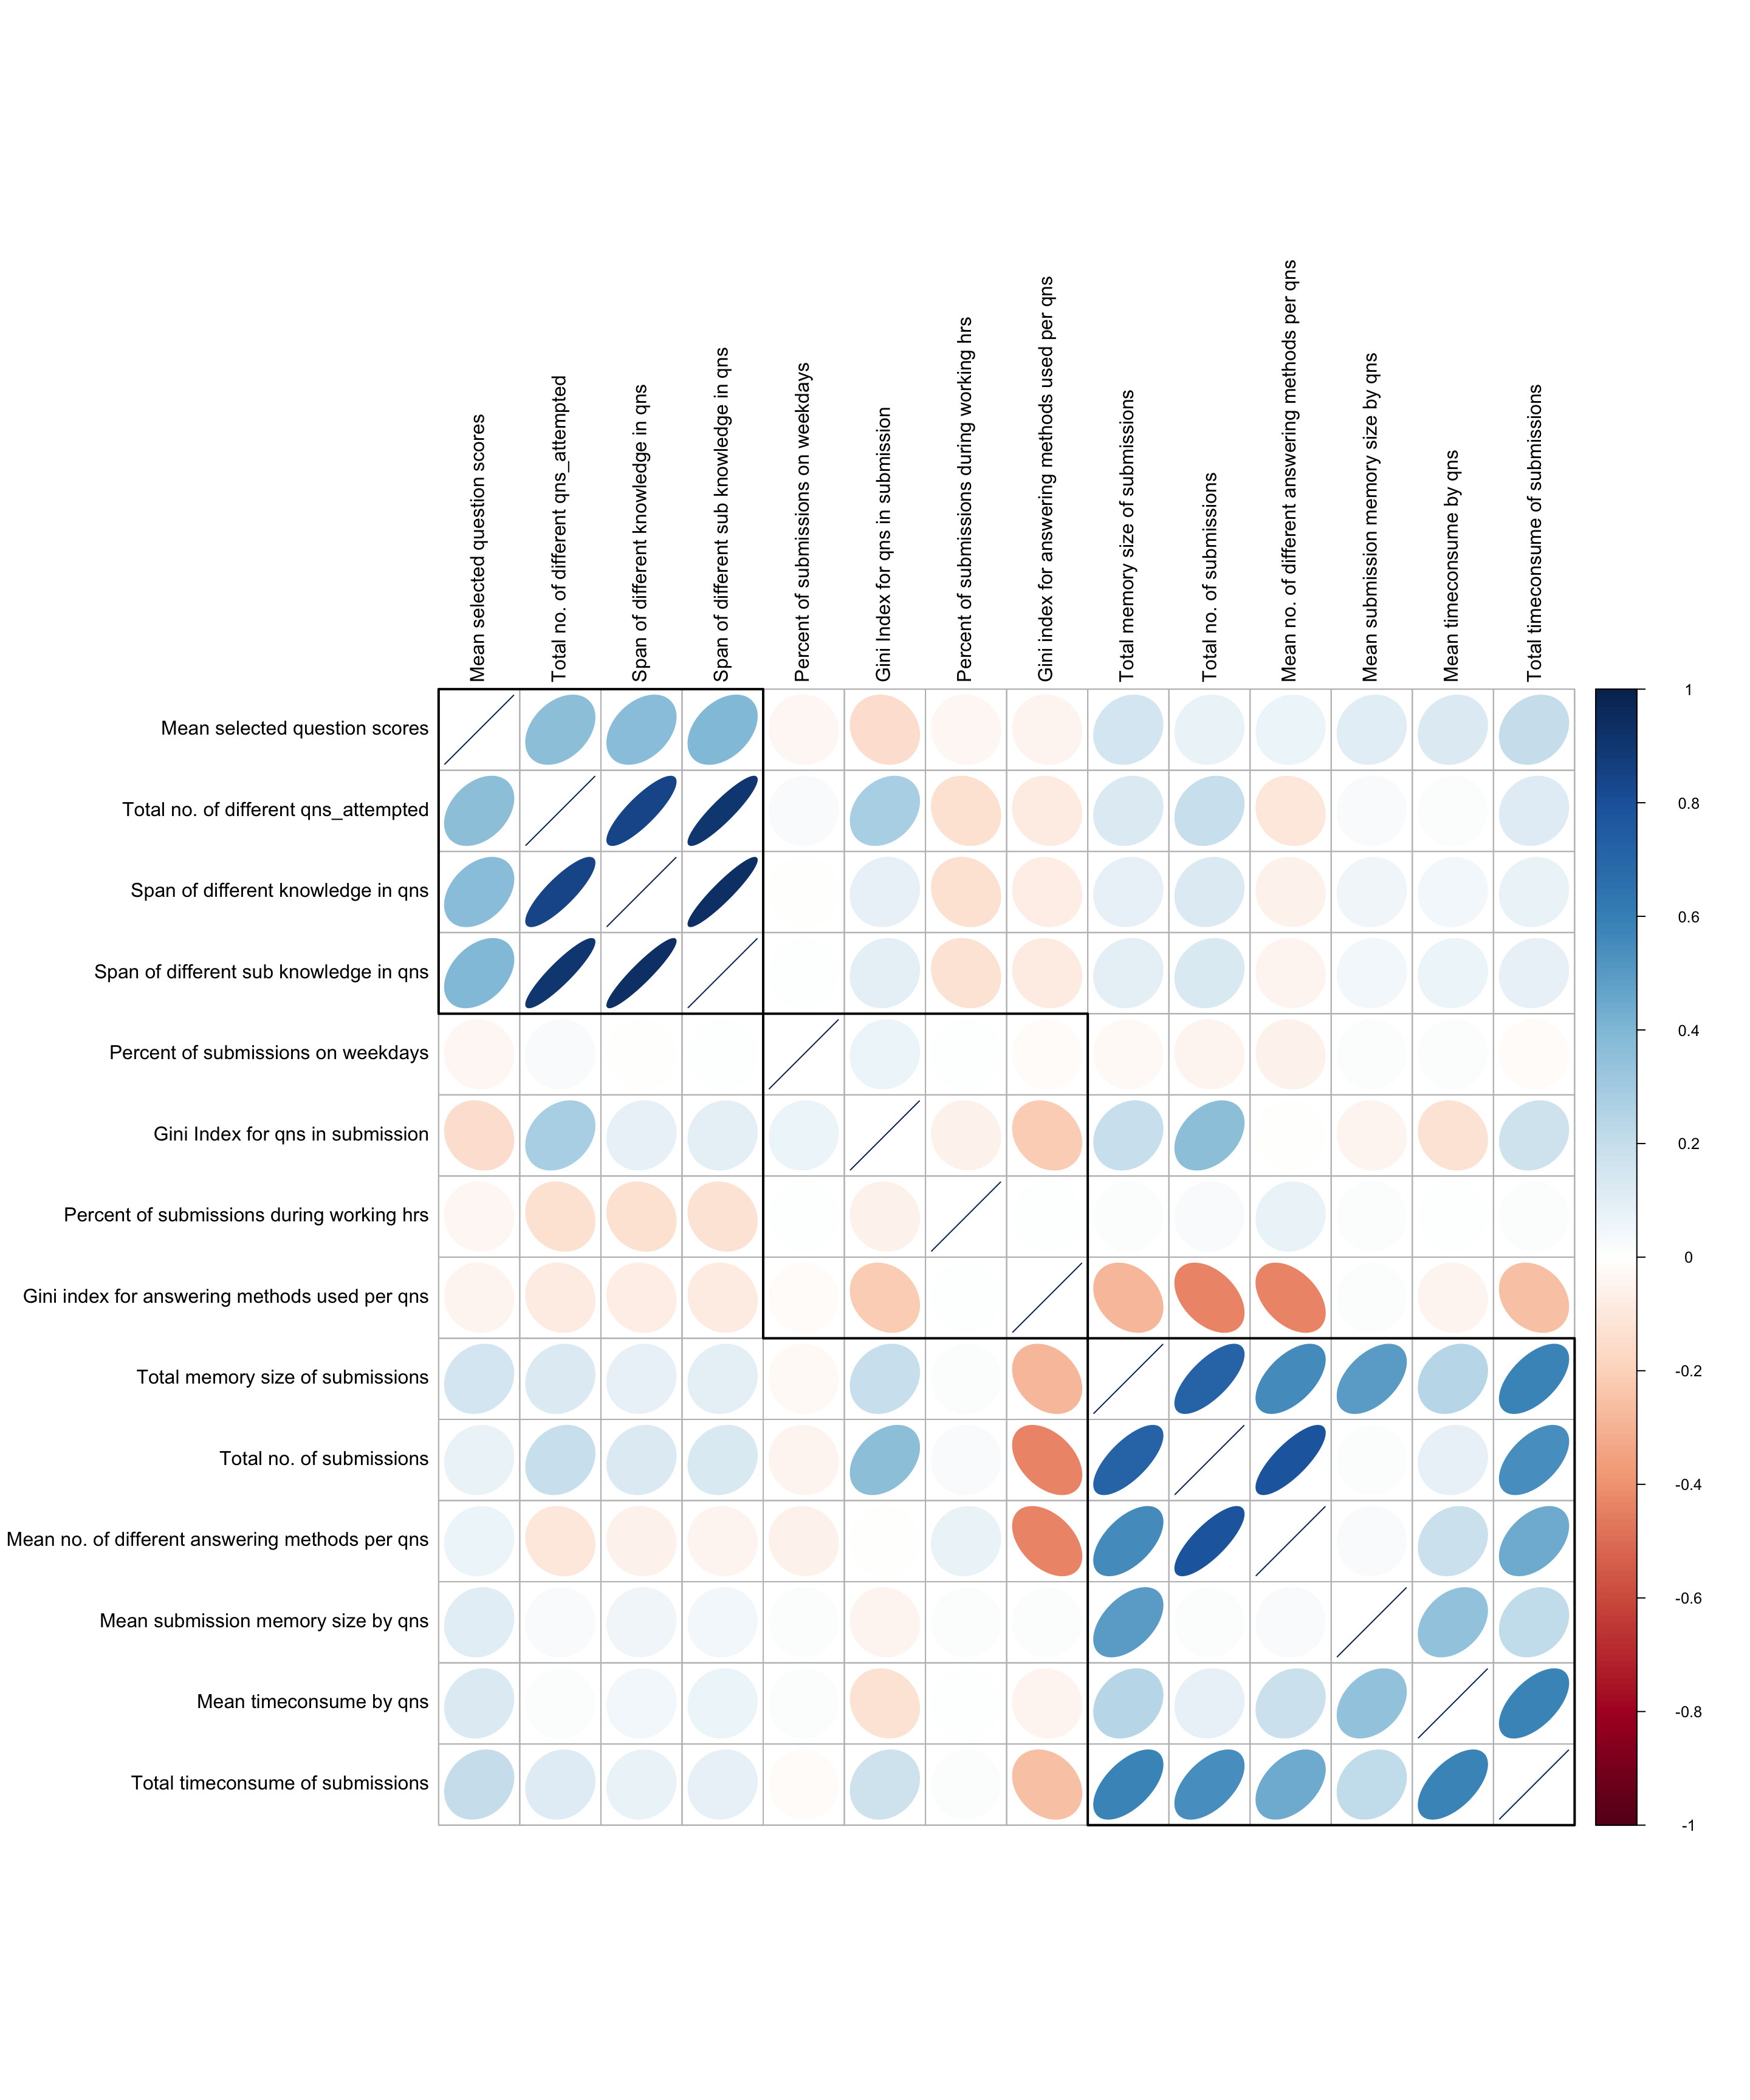 Mean selected question scores
Total no. of different qns_attempted
Span of different knowledge in qns
Span of different sub knowledge in qns
Percent of submissions on weekdays
Gini Index for qns in submission
Percent of submissions during working hrs
Gini index for answering methods used per qns
Total memory size of submissions
Total no. of submissions
Mean no. of different answering methods per qns
Mean submission memory size by qns
Mean timeconsume by qns
Total timeconsume of submissions
Mean selected question scores
Total no. of different qns_attempted
Span of different knowledge in qns
Span of different sub knowledge in qns
Percent of submissions on weekdays
Gini Index for qns in submission
Percent of submissions during working hrs
Gini index for answering methods used per qns
Total memory size of submissions
Total no. of submissions
Mean no. of different answering methods per qns
Mean submission memory size by qns
Mean timeconsume by qns
Total timeconsume of submissions
1
0.8
0.6
0.4
0.2
0
-0.2
-0.4
-0.6
-0.8
-1